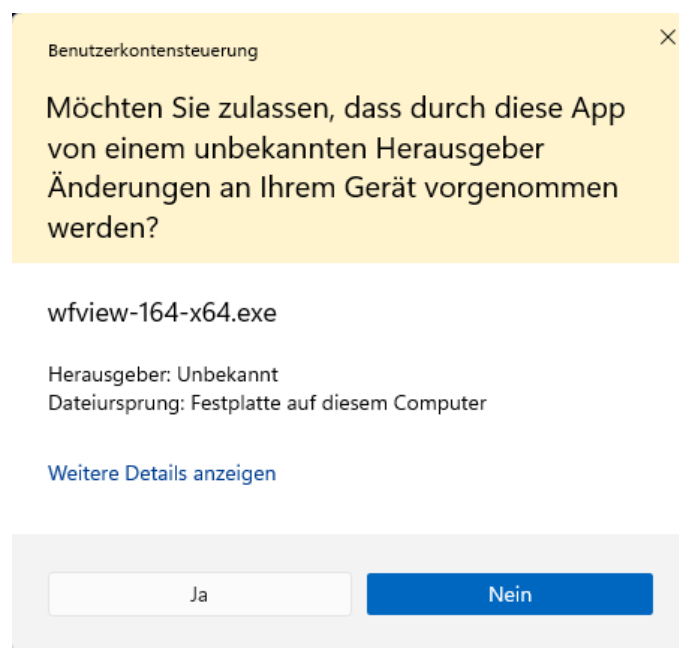 Benutzerkontensteuerung
Möchten Sie zulassen, dass durch diese App
von einem unbekannten Herausgeber
Änderungen an Ihrem Gerät vorgenommen
werden?
wfview-164-x64.exe
Herausgeber: Unbekannt
Dateiursprung: Festplatte auf diesem Computer
Weitere Details anzeigen
Ja
Nein